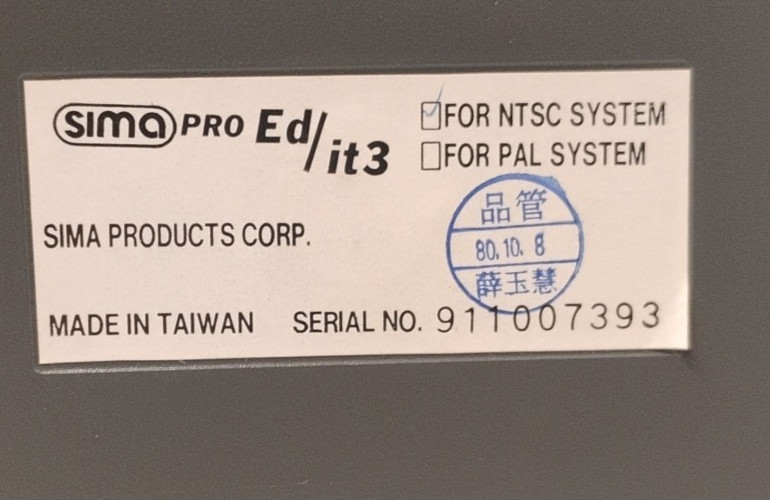 sima PRO Ed/it3
☑FOR NTSC SYSTEM
☐FOR PAL SYSTEM
SIMA PRODUCTS CORP.
品管
80.10.8
薛玉慧
MADE IN TAIWAN SERIAL NO. 911007393